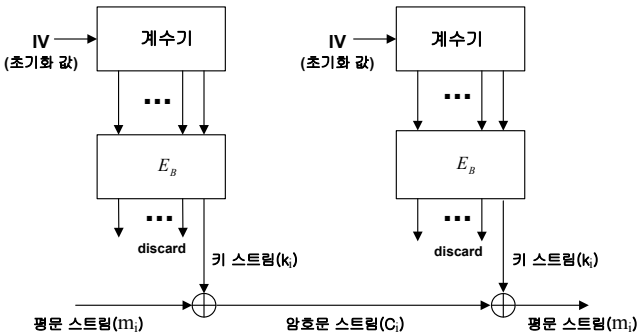 IV
(초기화 값)
계수기
...
E_B
...
discard
키 스트림(k_i)
IV
(초기화 값)
계수기
...
E_B
...
discard
키 스트림(k_i)
평문 스트림(m_i)
암호문 스트림(C_i)
평문 스트림(m_i)